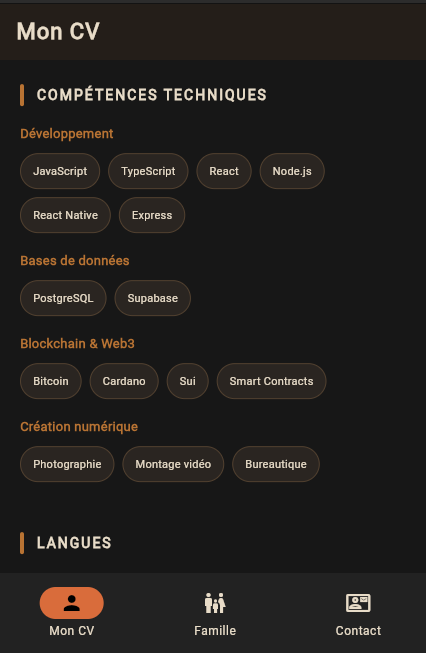 Mon CV
COMPÉTENCES TECHNIQUES
Développement
JavaScript TypeScript React Node.js
React Native Express
Bases de données
PostgreSQL Supabase
Blockchain & Web3
Bitcoin Cardano Sui Smart Contracts
Création numérique
Photographie Montage vidéo Bureautique
LANGUES
Mon CV Famille Contact